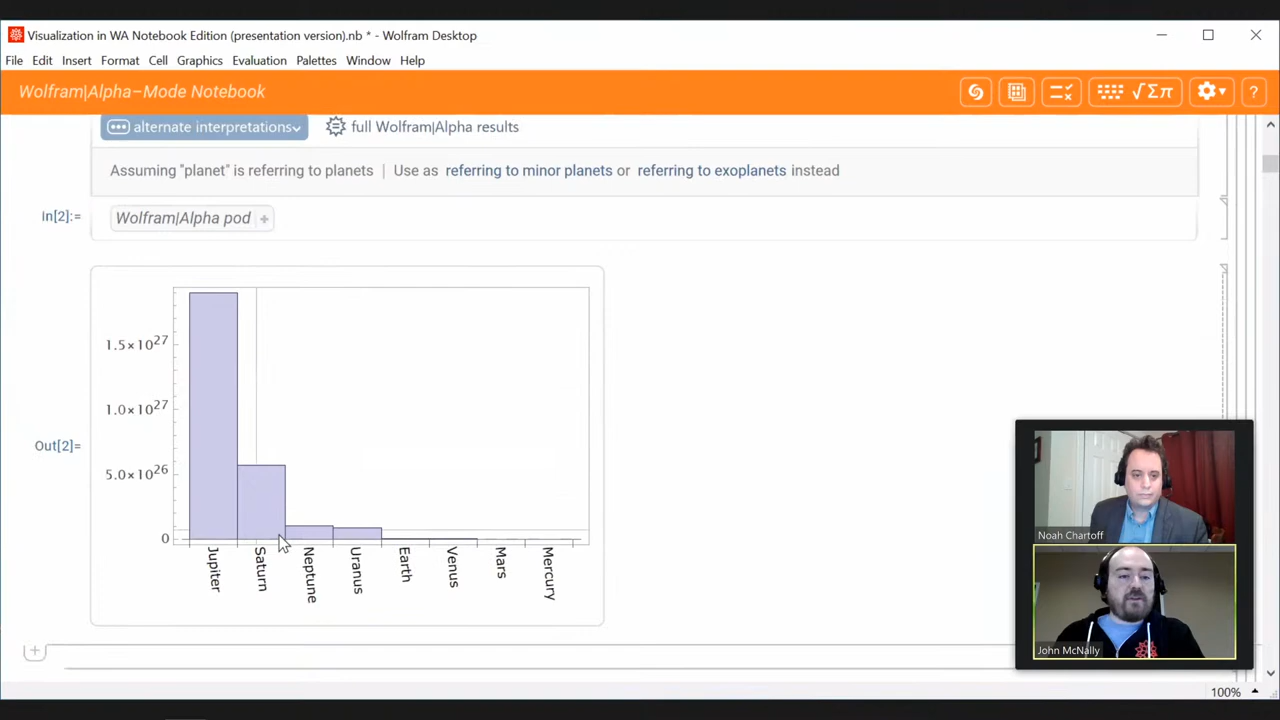 Visualization in WA Notebook Edition (presentation version).nb * - Wolfram Desktop
File Edit Insert Format Cell Graphics Evaluation Palettes Window Help
Wolfram|Alpha–Mode Notebook
√Σπ
?
alternate interpretations
full Wolfram|Alpha results
Assuming "planet" is referring to planets | Use as referring to minor planets or referring to exoplanets instead
In[2]:=
Wolfram|Alpha pod +
1.5×10^27
1.0×10^27
5.0×10^26
0
Out[2]=
Jupiter
Saturn
Neptune
Uranus
Earth
Venus
Mars
Mercury
Noah Chartoff
John McNally
100%